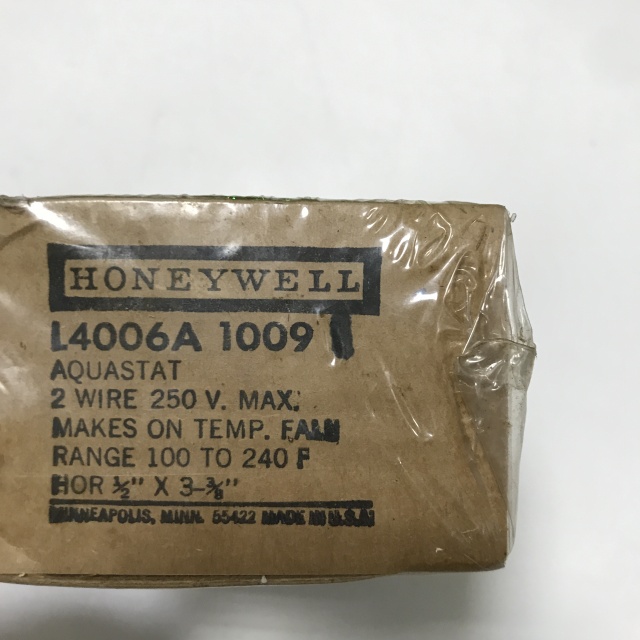 HONEYWELL
L4006A 1009
AQUASTAT
2 WIRE 250 V. MAX.
MAKES ON TEMP. FALL
RANGE 100 TO 240 F
HOR ½" X 3-⅜"
MINNEAPOLIS, MINN. 55422 MADE IN U.S.A.